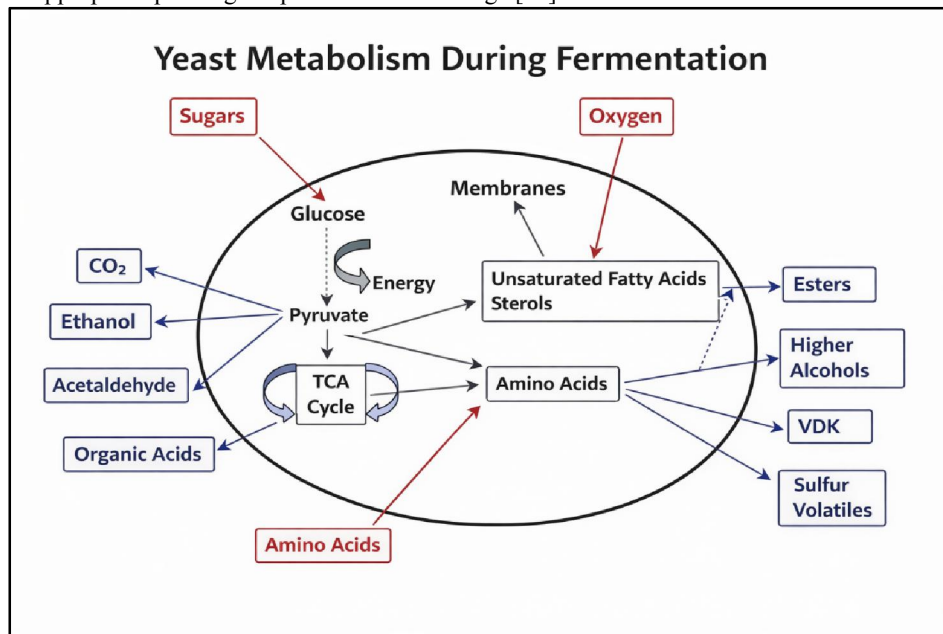 Yeast Metabolism During Fermentation
Sugars
Oxygen
Membranes
Glucose
CO₂
Energy
Unsaturated Fatty Acids
Sterols
Esters
Ethanol
Pyruvate
Higher
Alcohols
Acetaldehyde
TCA
Cycle
Amino Acids
VDK
Organic Acids
Sulfur
Volatiles
Amino Acids